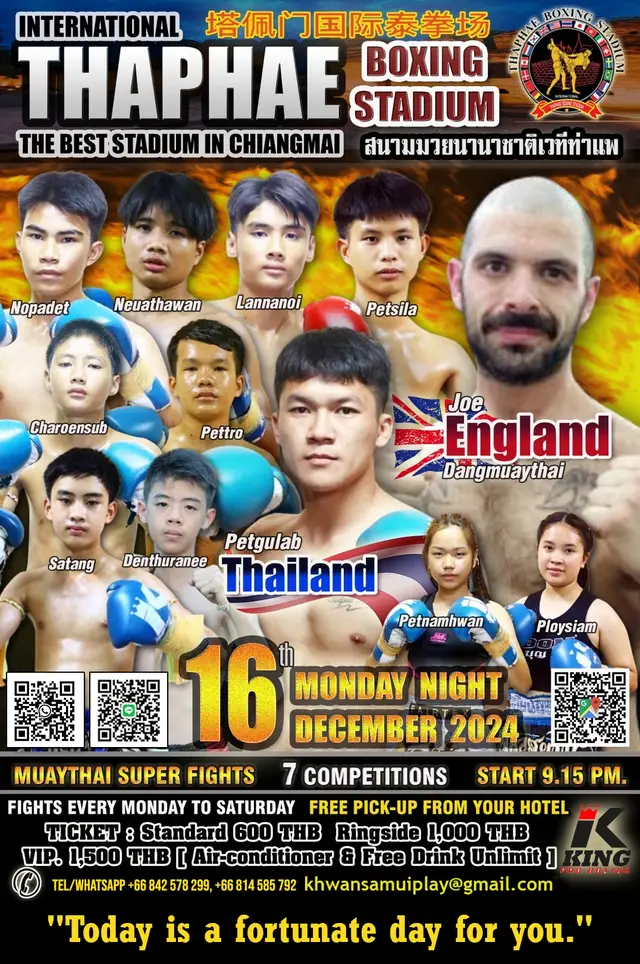 INTERNATIONAL
塔佩门国际泰拳场
THAPHAE
BOXING
STADIUM
THAPHAE BOXING STADIUM
INTERNATIONAL
THE BEST STADIUM IN CHIANGMAI
สนามมวยนานาชาติเวทีท่าแพ
Nopadet
Neuathawan
Lannanoi
Petsila
Charoensub
Pettro
Joe
England
Dangmuaythai
Satang
Denthuranee
Petgulab
Thailand
Petnamhwan
Ploysiam
16th
MONDAY NIGHT
DECEMBER 2024
MUAYTHAI SUPER FIGHTS 7 COMPETITIONS START 9.15 PM.
FIGHTS EVERY MONDAY TO SATURDAY FREE PICK-UP FROM YOUR HOTEL
TICKET : Standard 600 THB Ringside 1,000 THB
VIP. 1,500 THB [ Air-conditioner & Free Drink Unlimit ]
KING
TEL/WHATSAPP +66 842 578 299, +66 814 585 792 khwansamuiplay@gmail.com
"Today is a fortunate day for you."